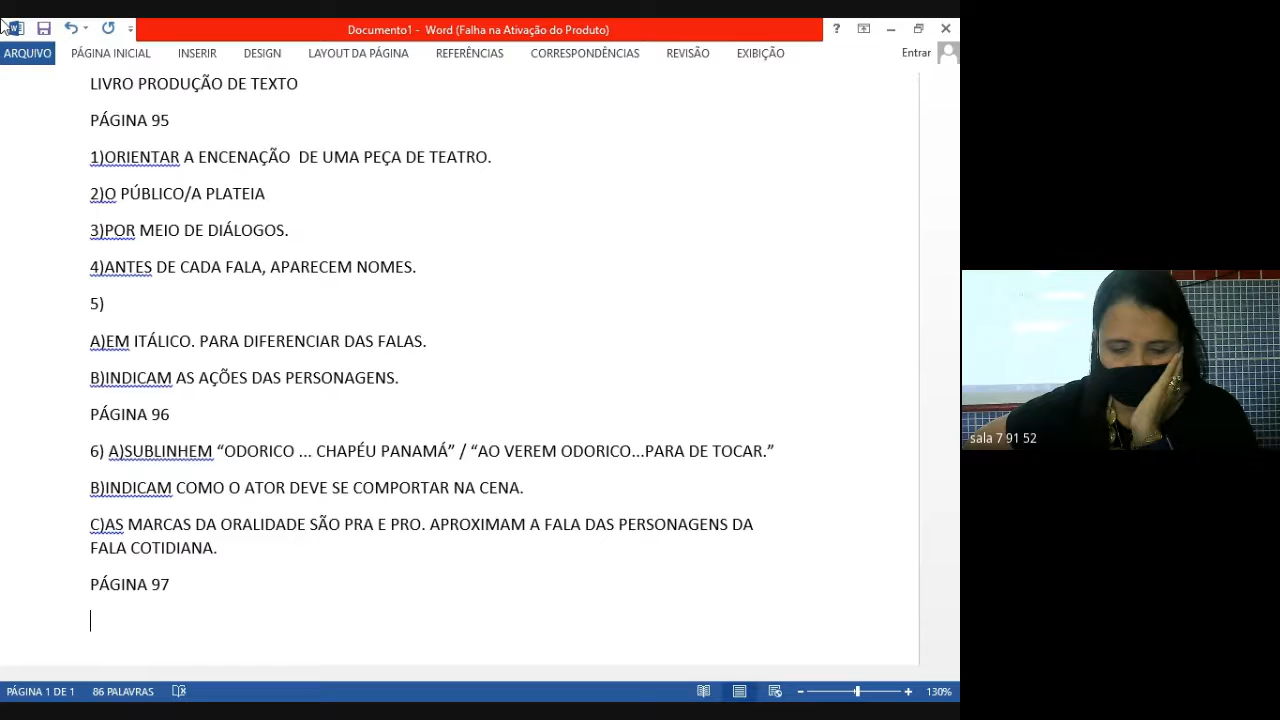 Documento1 - Word (Falha na Ativação do Produto)
ARQUIVO PÁGINA INICIAL INSERIR DESIGN LAYOUT DA PÁGINA REFERÊNCIAS CORRESPONDÊNCIAS REVISÃO EXIBIÇÃO Entrar
LIVRO PRODUÇÃO DE TEXTO
PÁGINA 95
1)ORIENTAR A ENCENAÇÃO  DE UMA PEÇA DE TEATRO.
2)O PÚBLICO/A PLATEIA
3)POR MEIO DE DIÁLOGOS.
4)ANTES DE CADA FALA, APARECEM NOMES.
5)
A)EM ITÁLICO. PARA DIFERENCIAR DAS FALAS.
B)INDICAM AS AÇÕES DAS PERSONAGENS.
PÁGINA 96
6) A)SUBLINHEM “ODORICO ... CHAPÉU PANAMÁ” / “AO VEREM ODORICO...PARA DE TOCAR.”
B)INDICAM COMO O ATOR DEVE SE COMPORTAR NA CENA.
C)AS MARCAS DA ORALIDADE SÃO PRA E PRO. APROXIMAM A FALA DAS PERSONAGENS DA
FALA COTIDIANA.
PÁGINA 97
sala 7 91 52
PÁGINA 1 DE 1 86 PALAVRAS 130%